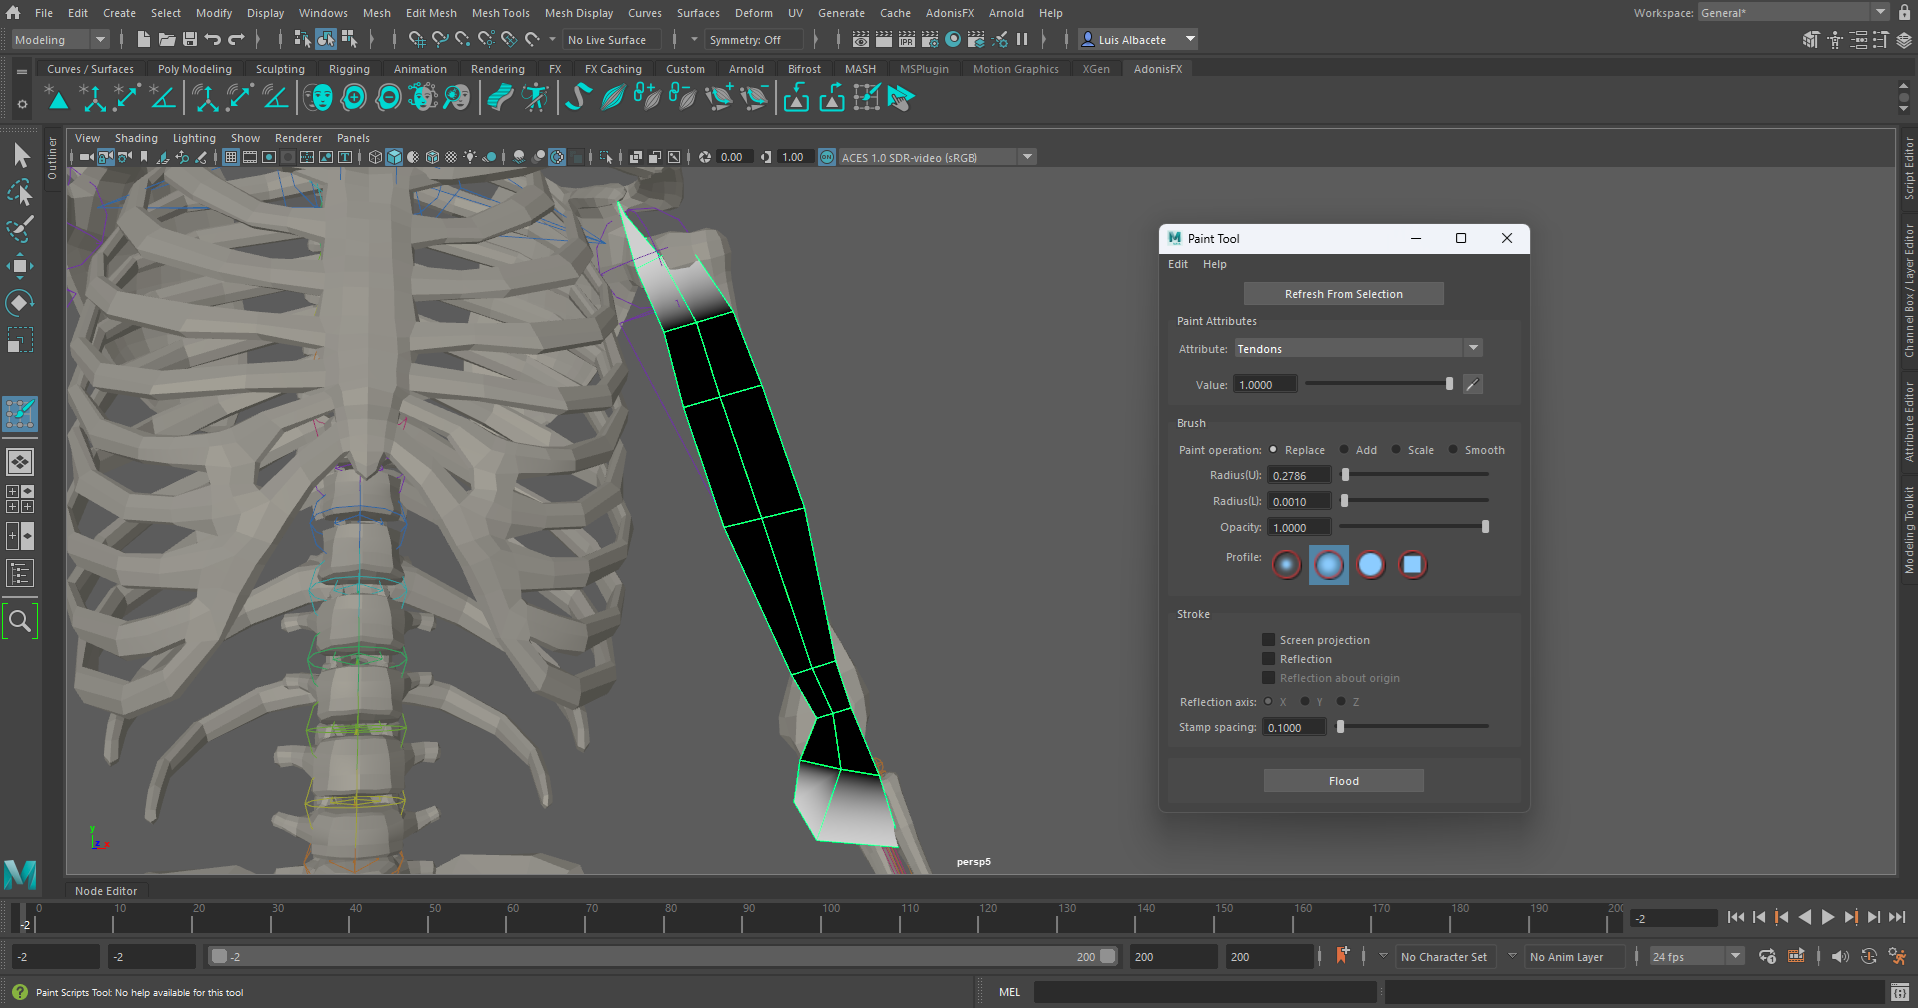 File Edit Create Select Modify Display Windows Mesh Edit Mesh Mesh Tools Mesh Display Curves Surfaces Deform UV Generate Cache AdonisFX Arnold Help Workspace: General*
Modeling No Live Surface Symmetry: Off IPR Luis Albacete
Curves / Surfaces Poly Modeling Sculpting Rigging Animation Rendering FX FX Caching Custom Arnold Bifrost MASH MSPlugin Motion Graphics XGen AdonisFX
View Shading Lighting Show Renderer Panels
0.00 1.00 ON ACES 1.0 SDR-video (sRGB)
Outliner
Script Editor
Channel Box / Layer Editor
Attribute Editor
Modeling Toolkit
Paint Tool
Edit Help
Refresh From Selection
Paint Attributes
Attribute: Tendons
Value: 1.0000
Brush
Paint operation: Replace Add Scale Smooth
Radius(U): 0.2786
Radius(L): 0.0010
Opacity: 1.0000
Profile:
Stroke
Screen projection
Reflection
Reflection about origin
Reflection axis: X Y Z
Stamp spacing: 0.1000
Flood
y
z
persp5
Node Editor
0 10 20 30 40 50 60 70 80 90 100 110 120 130 140 150 160 170 180 190 200
-2 -2
-2 -2 -2 200 200 200 No Character Set No Anim Layer 24 fps
Paint Scripts Tool: No help available for this tool MEL